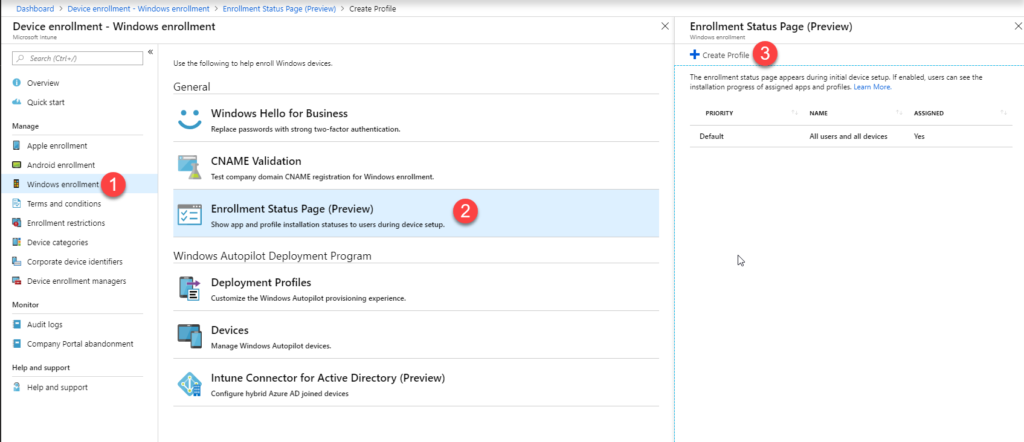 Dashboard > Device enrollment - Windows enrollment > Enrollment Status Page (Preview) > Create Profile
Device enrollment - Windows enrollment
Microsoft Intune
Search (Ctrl+/)
Overview
Quick start
Manage
Apple enrollment
Android enrollment
Windows enrollment
1
Terms and conditions
Enrollment restrictions
Device categories
Corporate device identifiers
Device enrollment managers
Monitor
Audit logs
Company Portal abandonment
Help and support
Help and support
Use the following to help enroll Windows devices.
General
Windows Hello for Business
Replace passwords with strong two-factor authentication.
CNAME Validation
Test company domain CNAME registration for Windows enrollment.
Enrollment Status Page (Preview)
2
Show app and profile installation statuses to users during device setup.
Windows Autopilot Deployment Program
Deployment Profiles
Customize the Windows Autopilot provisioning experience.
Devices
Manage Windows Autopilot devices.
Intune Connector for Active Directory (Preview)
Configure hybrid Azure AD joined devices
Enrollment Status Page (Preview)
Windows enrollment
Create Profile
3
The enrollment status page appears during initial device setup. If enabled, users can see the
installation progress of assigned apps and profiles. Learn More.
PRIORITY NAME ASSIGNED
Default All users and all devices Yes